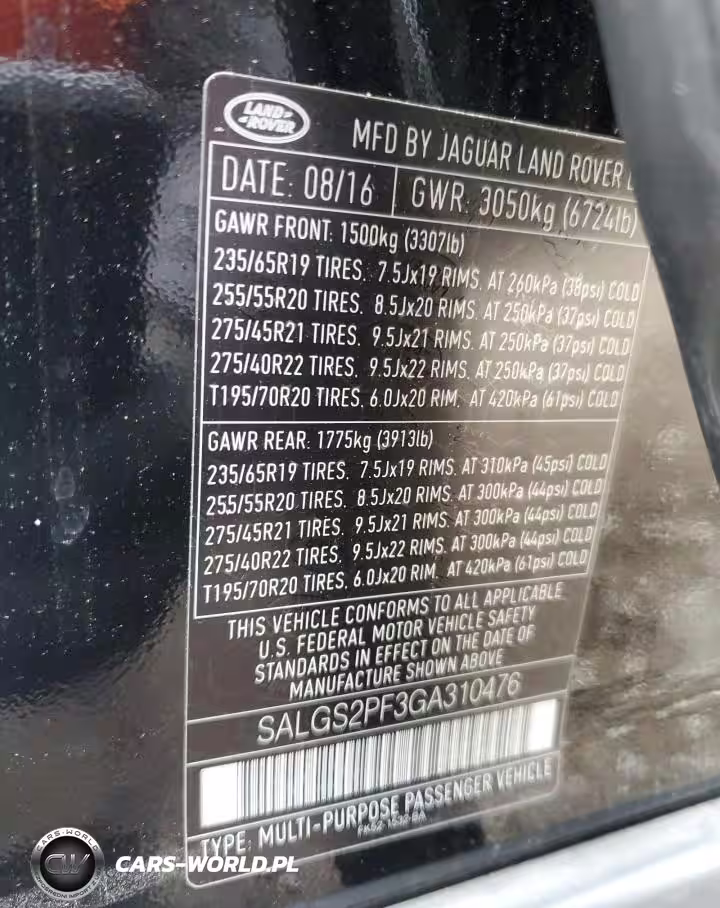 LAND ROVER
MFD BY JAGUAR LAND ROVER
DATE: 08/16 GWR: 3050kg (6724lb)
GAWR FRONT: 1500kg (3307lb)
235/65R19 TIRES, 7.5Jx19 RIMS, AT 260kPa (38psi) COLD
255/55R20 TIRES, 8.5Jx20 RIMS, AT 250kPa (37psi) COLD
275/45R21 TIRES, 9.5Jx21 RIMS, AT 250kPa (37psi) COLD
275/40R22 TIRES, 9.5Jx22 RIMS, AT 250kPa (37psi) COLD
T195/70R20 TIRES, 6.0Jx20 RIM, AT 420kPa (61psi) COLD
GAWR REAR: 1775kg (3913lb)
235/65R19 TIRES, 7.5Jx19 RIMS, AT 310kPa (45psi) COLD
255/55R20 TIRES, 8.5Jx20 RIMS, AT 300kPa (44psi) COLD
275/45R21 TIRES, 9.5Jx21 RIMS, AT 300kPa (44psi) COLD
275/40R22 TIRES, 9.5Jx22 RIMS, AT 300kPa (44psi) COLD
T195/70R20 TIRES, 6.0Jx20 RIM, AT 420kPa (61psi) COLD
THIS VEHICLE CONFORMS TO ALL APPLICABLE
U.S. FEDERAL MOTOR VEHICLE SAFETY
STANDARDS IN EFFECT ON THE DATE OF
MANUFACTURE SHOWN ABOVE
SALGS2PF3GA310476
TYPE: MULTI-PURPOSE PASSENGER VEHICLE
CARS-WORLD
CW
CARS-WORLD.PL